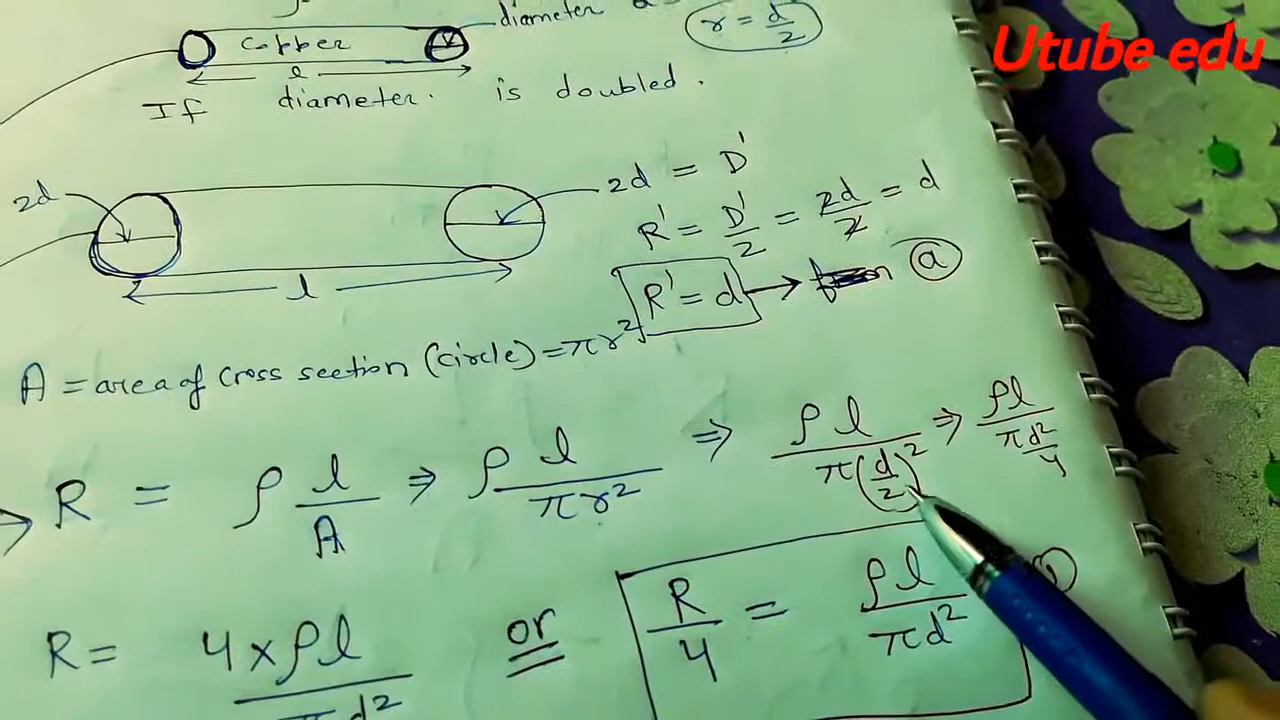 diameter
r = d/2
Utube edu
copper
l
If diameter. is doubled.
2d
2d = D'
R' = D'/2 = 2d/2 = d
l
R' = d → a
A = area of cross section (circle) = πr²
→ R = ρ l/A ⇒ ρ l/πr² ⇒ ρ l/π(d/2)² ⇒ ρl/π d²/4
R = 4 x ρl/πd² or R/4 = ρl/πd²